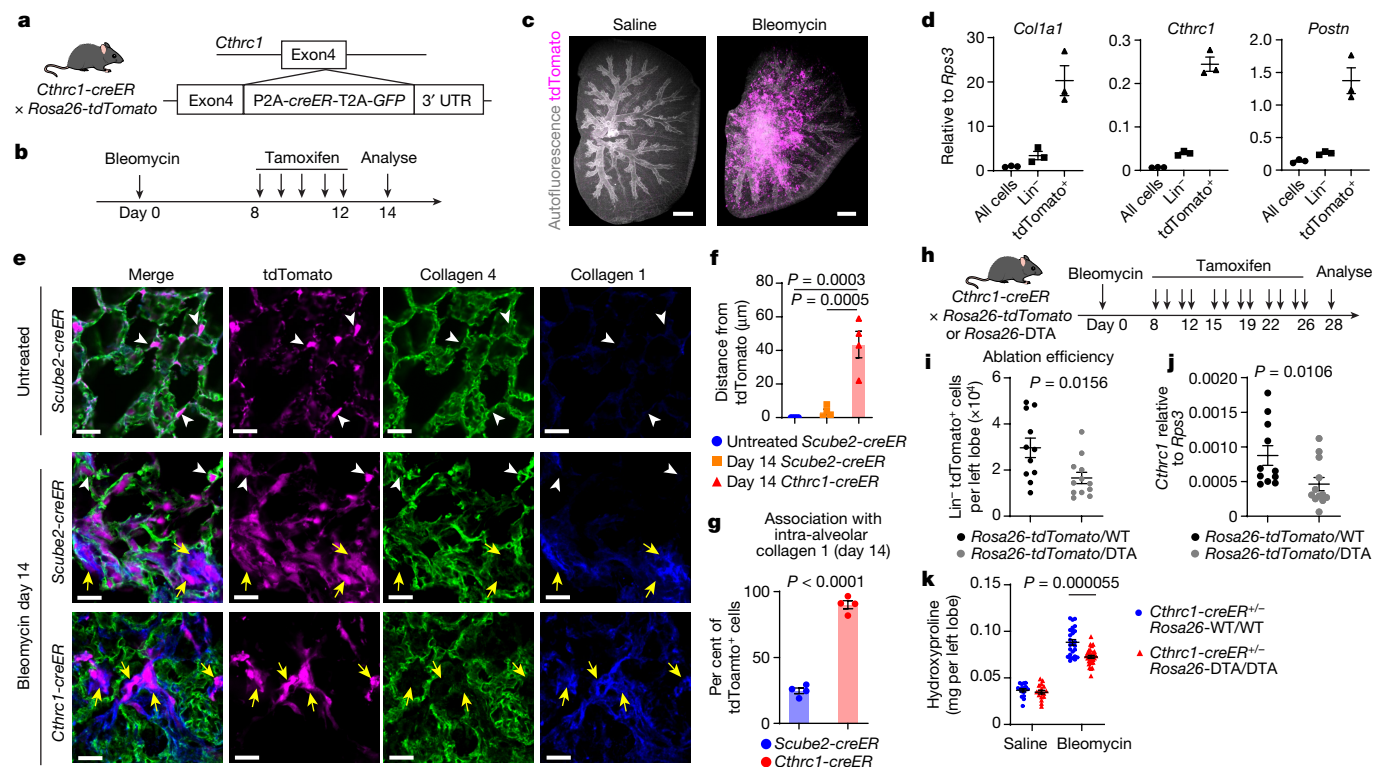 a
Cthrc1
Exon4
Cthrc1-creER
× Rosa26-tdTomato
Exon4
P2A-creER-T2A-GFP
3′ UTR
b
Bleomycin
Tamoxifen
Analyse
Day 0
8
12
14
c
Saline
Bleomycin
Autofluorescence tdTomato
d
Col1a1
Cthrc1
Postn
Relative to Rps3
30
20
10
0
0.3
0.2
0.1
0
2.0
1.5
1.0
0.5
0
All cells
Lin–
tdTomato+
All cells
Lin–
tdTomato+
All cells
Lin–
tdTomato+
e
Merge
tdTomato
Collagen 4
Collagen 1
Untreated
Scube2-creER
Bleomycin day 14
Scube2-creER
Cthrc1-creER
f
P = 0.0003
P = 0.0005
Distance from
tdTomato (μm)
80
60
40
20
0
Untreated Scube2-creER
Day 14 Scube2-creER
Day 14 Cthrc1-creER
g
Association with
intra-alveolar
collagen 1 (day 14)
P < 0.0001
Per cent of
tdToamto+ cells
100
50
0
Scube2-creER
Cthrc1-creER
h
Cthrc1-creER
× Rosa26-tdTomato
or Rosa26-DTA
Bleomycin
Tamoxifen
Analyse
Day 0
8
12
15
19
22
26
28
i
Ablation efficiency
P = 0.0156
Lin– tdTomato+ cells
per left lobe (×10⁴)
6
4
2
0
Rosa26-tdTomato/WT
Rosa26-tdTomato/DTA
j
P = 0.0106
Cthrc1 relative
to Rps3
0.0020
0.0015
0.0010
0.0005
0
Rosa26-tdTomato/WT
Rosa26-tdTomato/DTA
k
P = 0.000055
Hydroxyproline
(mg per left lobe)
0.15
0.10
0.05
0
Saline
Bleomycin
Cthrc1-creER+/–
Rosa26-WT/WT
Cthrc1-creER+/–
Rosa26-DTA/DTA